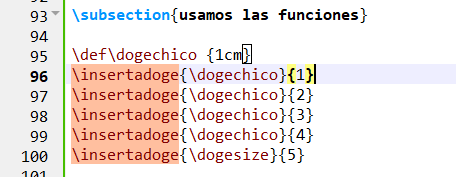 93 \subsection{usamos las funciones}
94
95 \def\dogechico {1cm}
96 \insertadoge{\dogechico}{1}
97 \insertadoge{\dogechico}{2}
98 \insertadoge{\dogechico}{3}
99 \insertadoge{\dogechico}{4}
100 \insertadoge{\dogesize}{5}